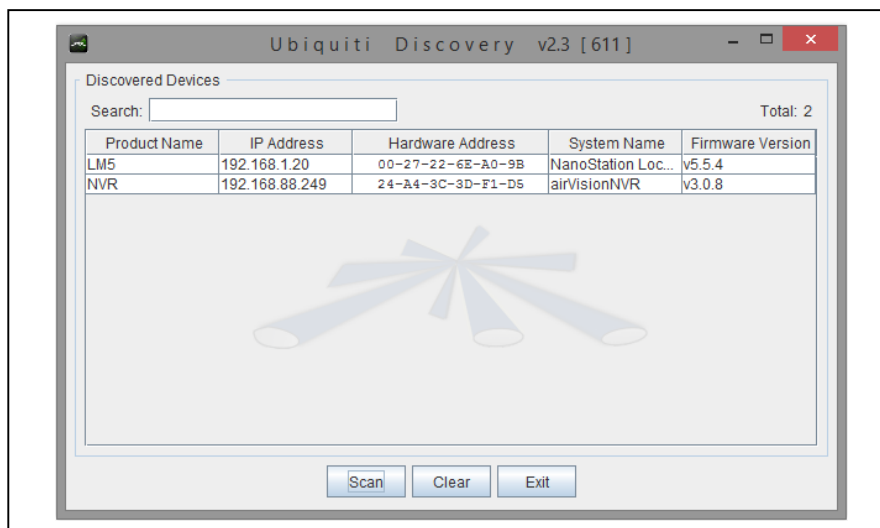 Ubiquiti Discovery v2.3 [611]
Discovered Devices
Search: Total: 2
Product Name IP Address Hardware Address System Name Firmware Version
LM5 192.168.1.20 00-27-22-6E-A0-9B NanoStation Loc... v5.5.4
NVR 192.168.88.249 24-A4-3C-3D-F1-D5 airVisionNVR v3.0.8
Scan Clear Exit